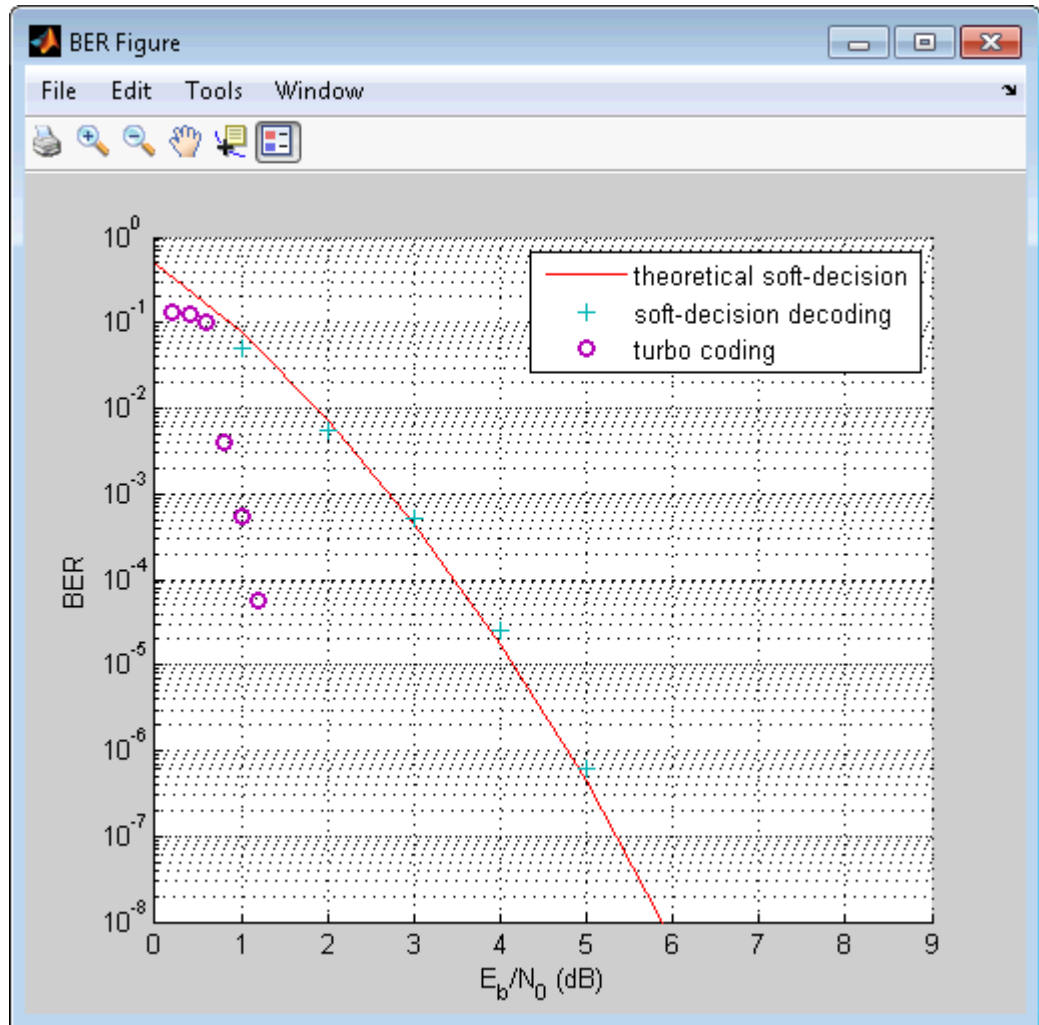 BER Figure
File Edit Tools Window
10^0
10^-1
10^-2
10^-3
10^-4
10^-5
10^-6
10^-7
10^-8
BER
theoretical soft-decision
soft-decision decoding
turbo coding
0 1 2 3 4 5 6 7 8 9
E_b/N_0 (dB)